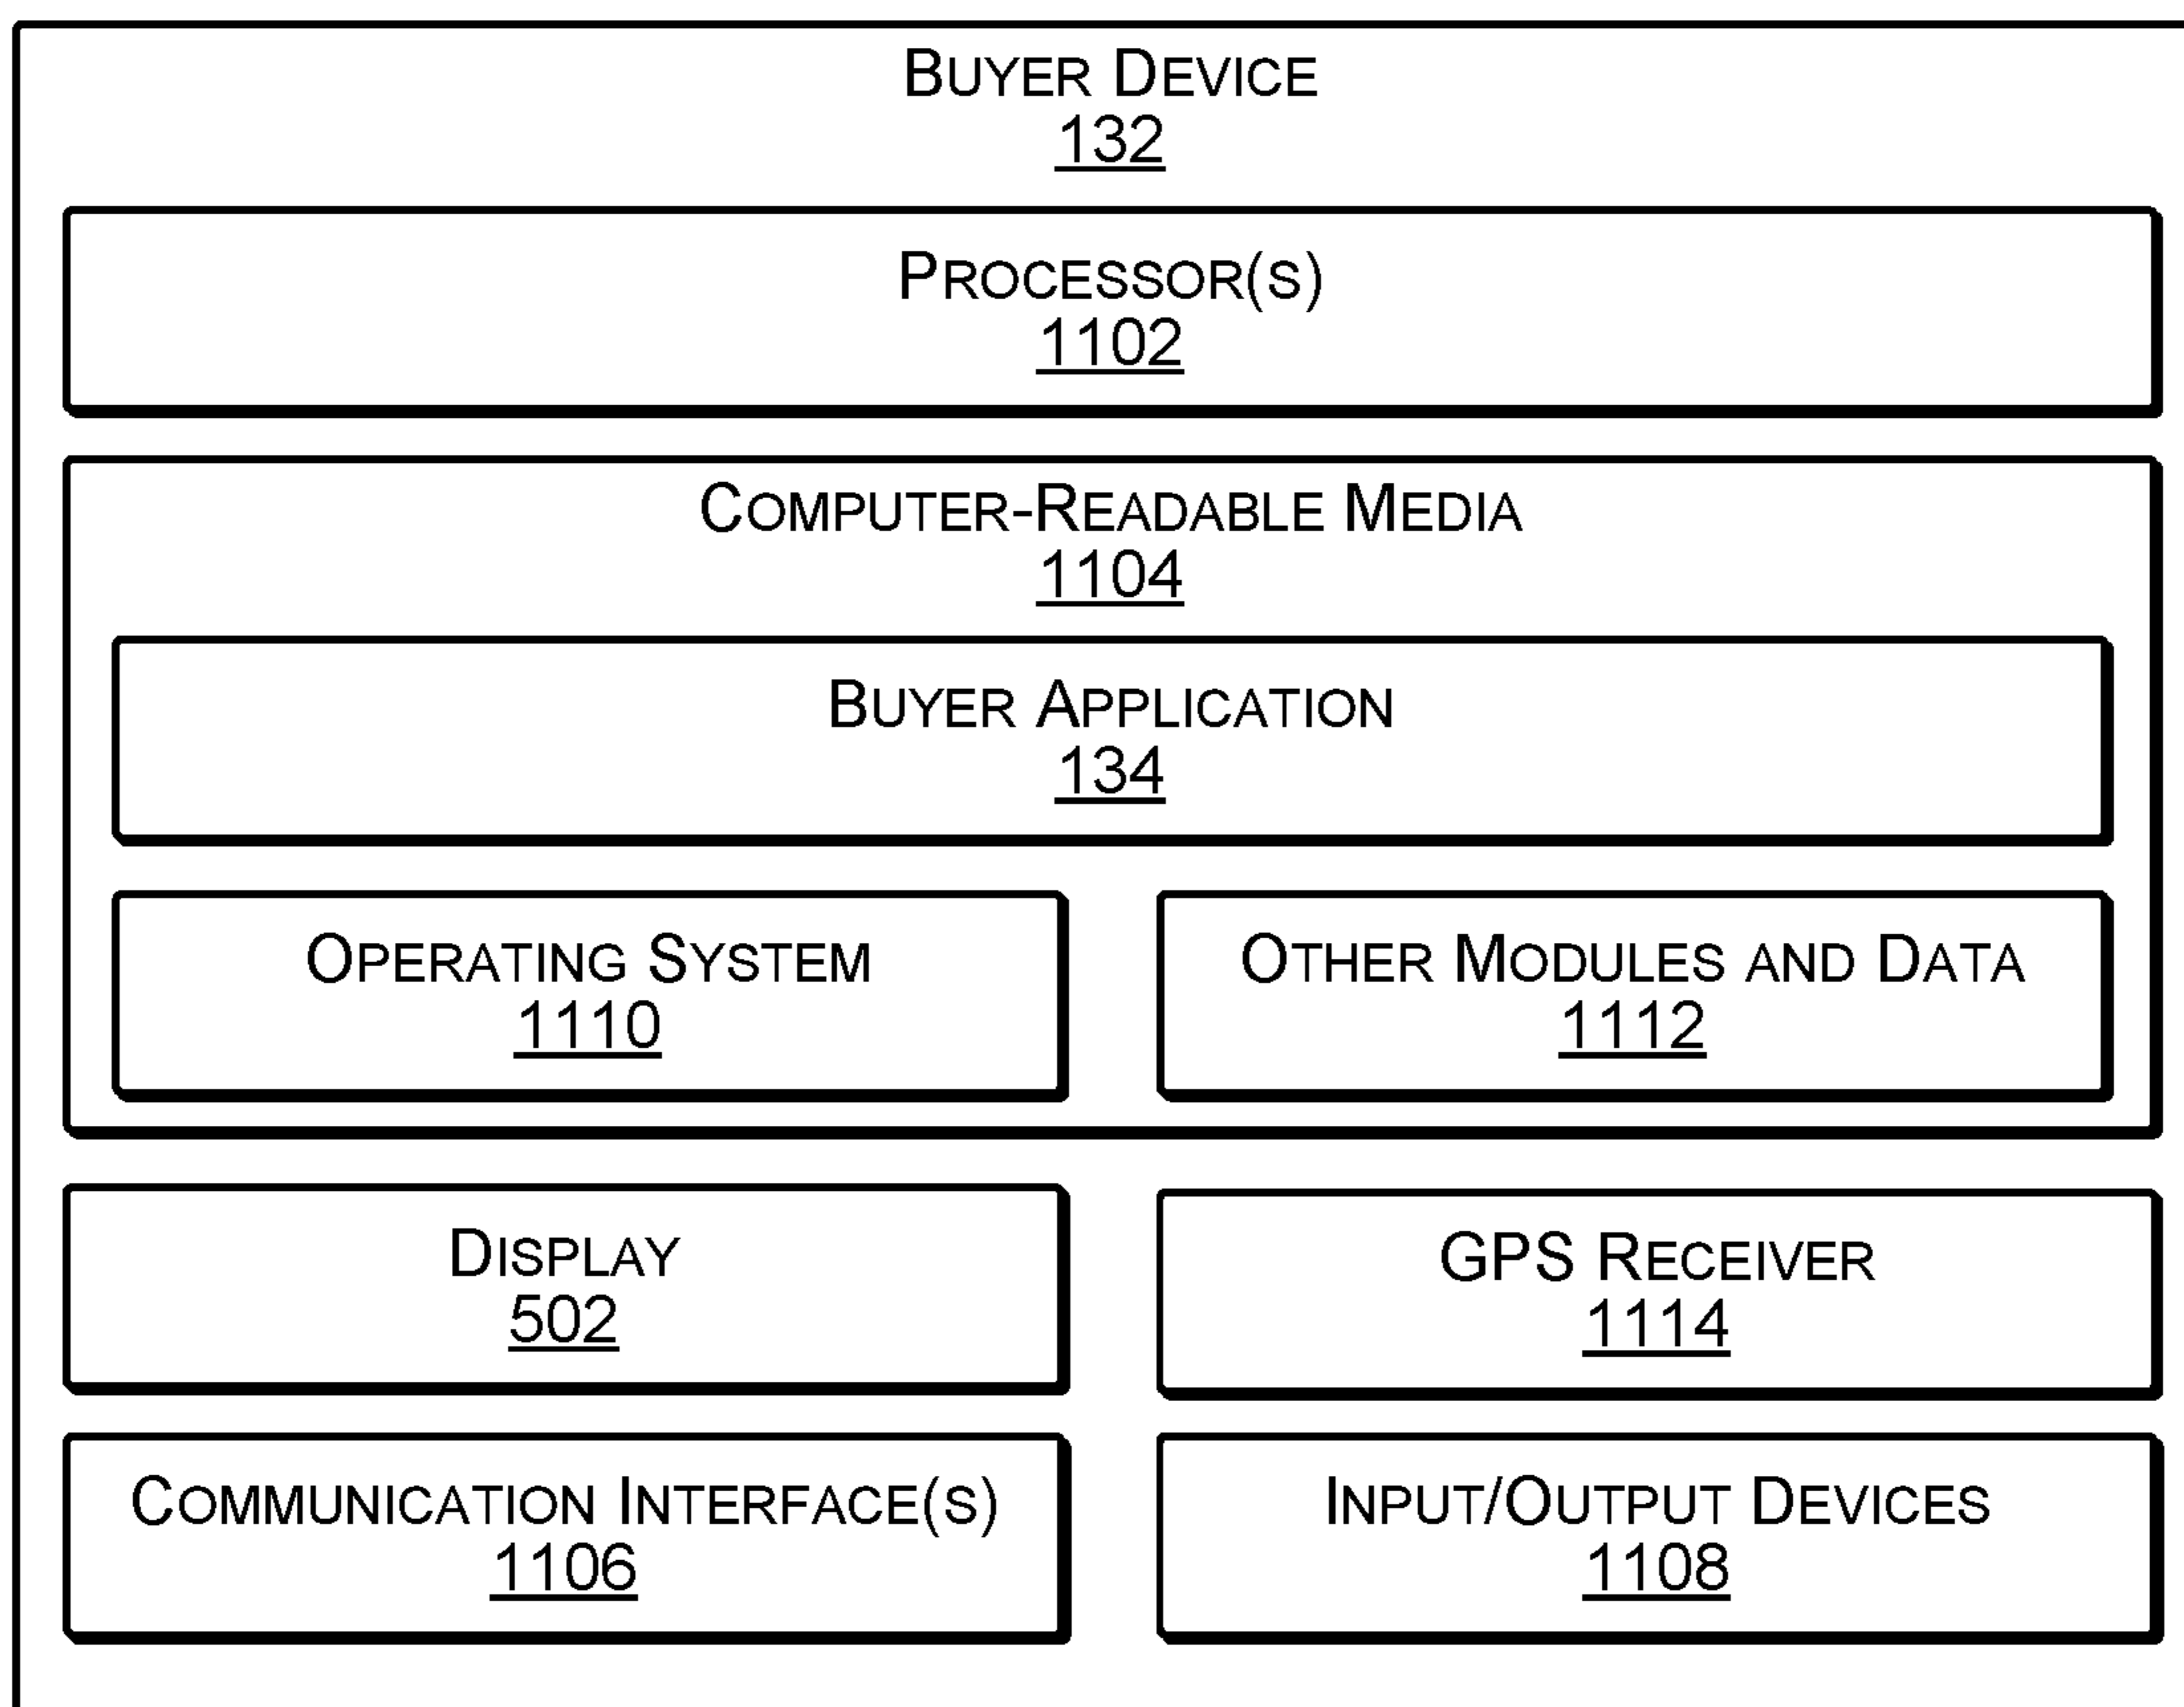 BUYER DEVICE
132
PROCESSOR(S)
1102
COMPUTER-READABLE MEDIA
1104
BUYER APPLICATION
134
OPERATING SYSTEM
1110
OTHER MODULES AND DATA
1112
DISPLAY
502
GPS RECEIVER
1114
COMMUNICATION INTERFACE(S)
1106
INPUT/OUTPUT DEVICES
1108